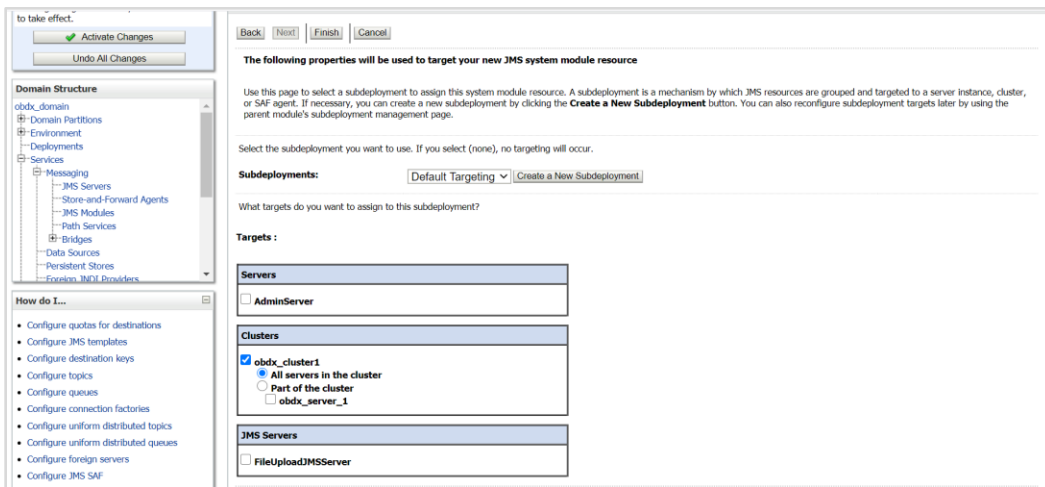 to take effect.
Activate Changes
Undo All Changes
Domain Structure
obdx_domain
Domain Partitions
Environment
Deployments
Services
Messaging
JMS Servers
Store-and-Forward Agents
JMS Modules
Path Services
Bridges
Data Sources
Persistent Stores
Foreign JNDI Providers
How do I...
Configure quotas for destinations
Configure JMS templates
Configure destination keys
Configure topics
Configure queues
Configure connection factories
Configure uniform distributed topics
Configure uniform distributed queues
Configure foreign servers
Configure JMS SAF
Back Next Finish Cancel
The following properties will be used to target your new JMS system module resource
Use this page to select a subdeployment to assign this system module resource. A subdeployment is a mechanism by which JMS resources are grouped and targeted to a server instance, cluster,
or SAF agent. If necessary, you can create a new subdeployment by clicking the Create a New Subdeployment button. You can also reconfigure subdeployment targets later by using the
parent module's subdeployment management page.
Select the subdeployment you want to use. If you select (none), no targeting will occur.
Subdeployments: Default Targeting Create a New Subdeployment
What targets do you want to assign to this subdeployment?
Targets :
Servers
AdminServer
Clusters
obdx_cluster1
All servers in the cluster
Part of the cluster
obdx_server_1
JMS Servers
FileUploadJMSServer